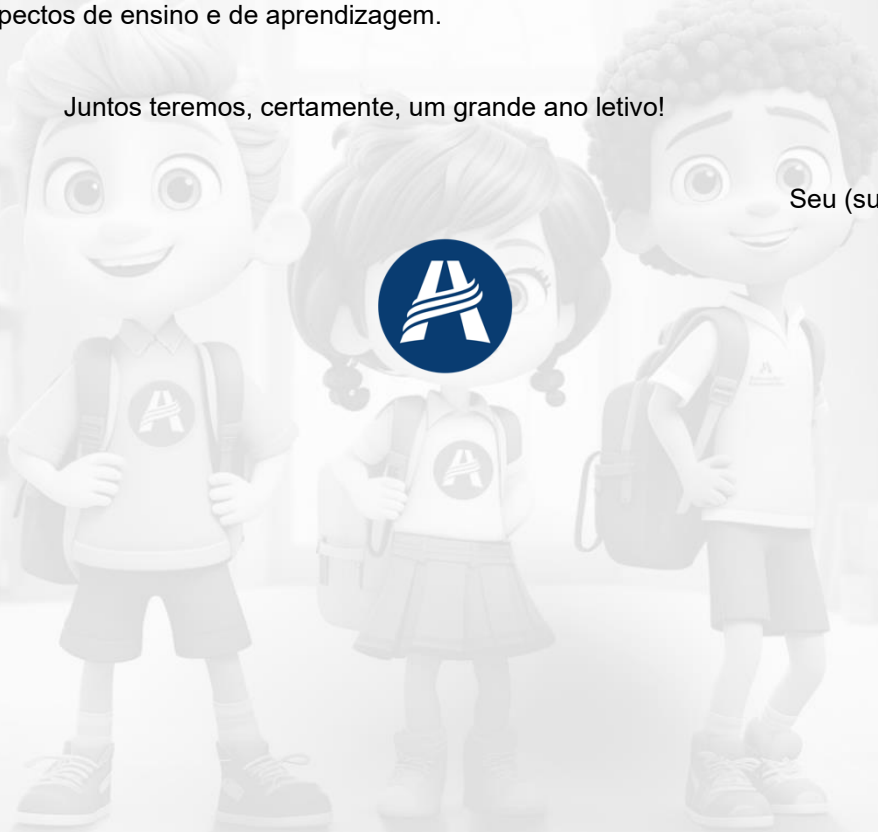 pectos de ensino e de aprendizagem.
Juntos teremos, certamente, um grande ano letivo!
Seu (su